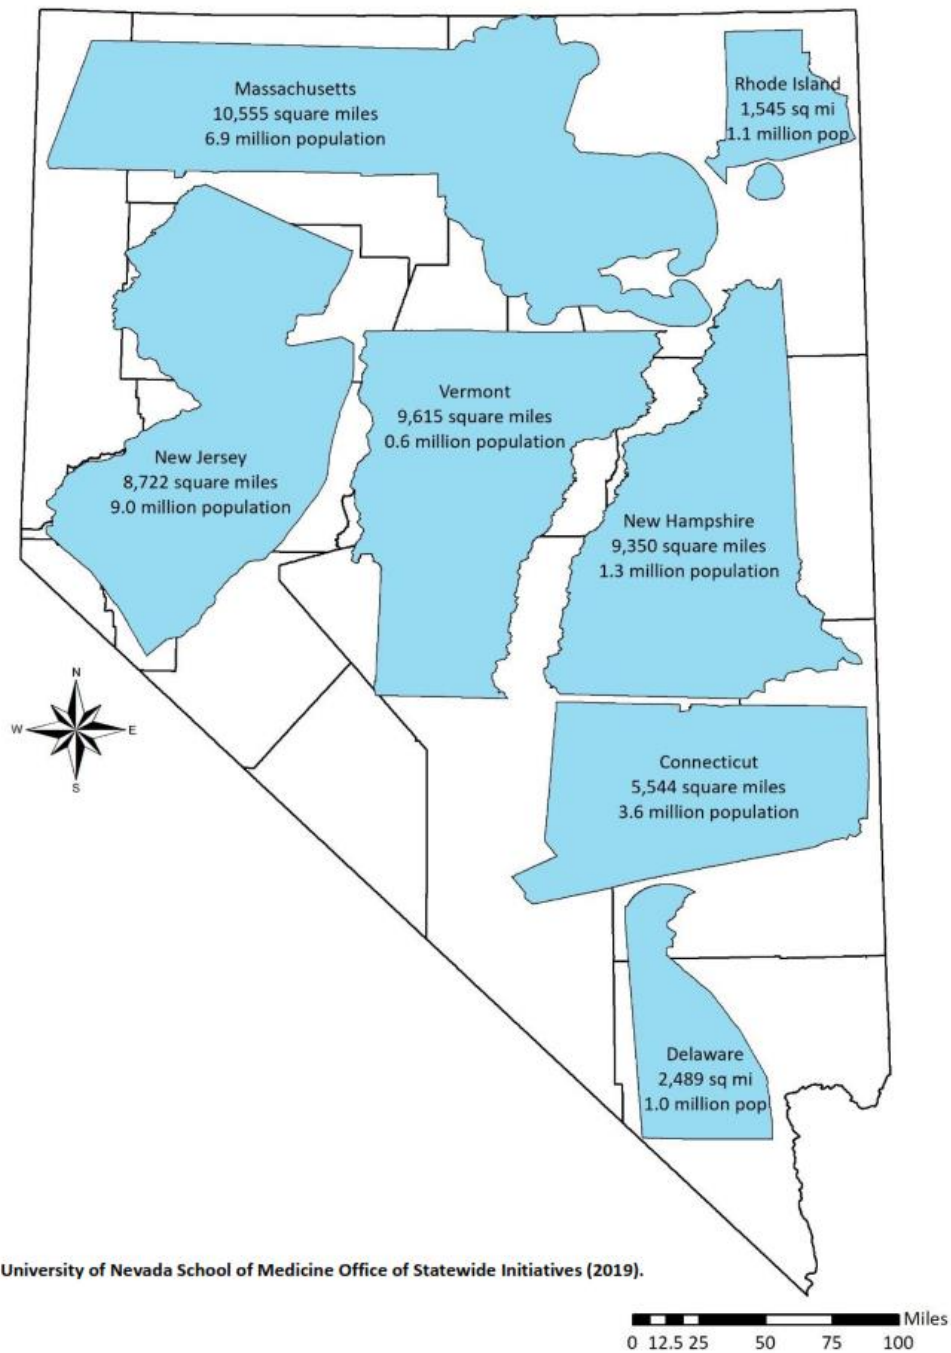 Massachusetts
10,555 square miles
6.9 million population
Rhode Island
1,545 sq mi
1.1 million pop
Vermont
9,615 square miles
0.6 million population
New Jersey
8,722 square miles
9.0 million population
New Hampshire
9,350 square miles
1.3 million population
N
W
E
S
Connecticut
5,544 square miles
3.6 million population
Delaware
2,489 sq mi
1.0 million pop
University of Nevada School of Medicine Office of Statewide Initiatives (2019).
Miles
0 12.5 25 50 75 100